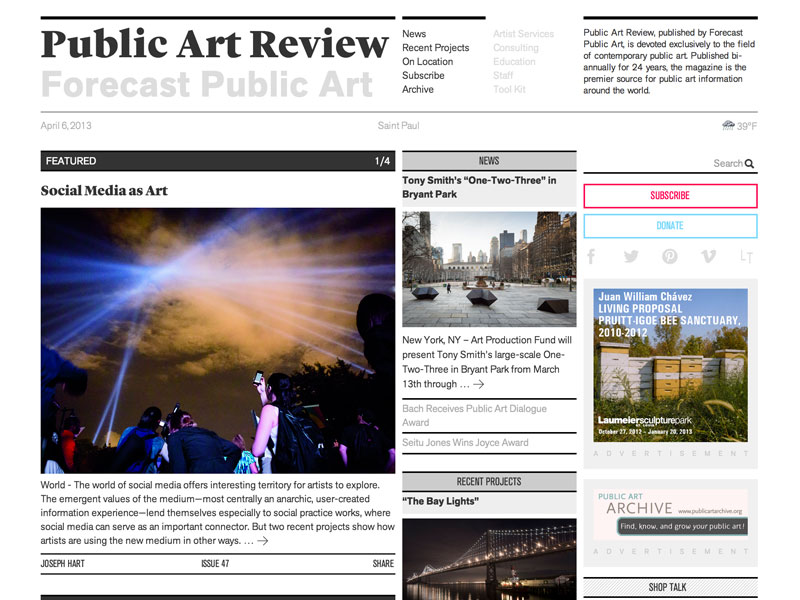 Public Art Review
Forecast Public Art
News
Recent Projects
On Location
Subscribe
Archive
Artist Services
Consulting
Education
Staff
Tool Kit
Public Art Review, published by Forecast
Public Art, is devoted exclusively to the field
of contemporary public art. Published bi-
annually for 24 years, the magazine is the
premier source for public art information
around the world.
April 6, 2013
Saint Paul
39°F
FEATURED 1/4
Social Media as Art
World - The world of social media offers interesting territory for artists to explore.
The emergent values of the medium—most centrally an anarchic, user-created
information experience—lend themselves especially to social practice works, where
social media can serve as an important connector. But two recent projects show how
artists are using the new medium in other ways. … →
JOSEPH HART ISSUE 47 SHARE
NEWS
Tony Smith's “One-Two-Three” in
Bryant Park
New York, NY – Art Production Fund will
present Tony Smith's large-scale One-
Two-Three in Bryant Park from March
13th through … →
Bach Receives Public Art Dialogue
Award
Seitu Jones Wins Joyce Award
RECENT PROJECTS
“The Bay Lights”
Search
SUBSCRIBE
DONATE
LT
Juan William Chávez
LIVING PROPOSAL
PRUITT-IGOE BEE SANCTUARY,
2010-2012
Laumeiersculpturepark
October 27, 2012 – January 20, 2013
ADVERTISEMENT
PUBLIC ART
ARCHIVE www.publicartarchive.org
Find, know, and grow your public art!
ADVERTISEMENT
SHOP TALK